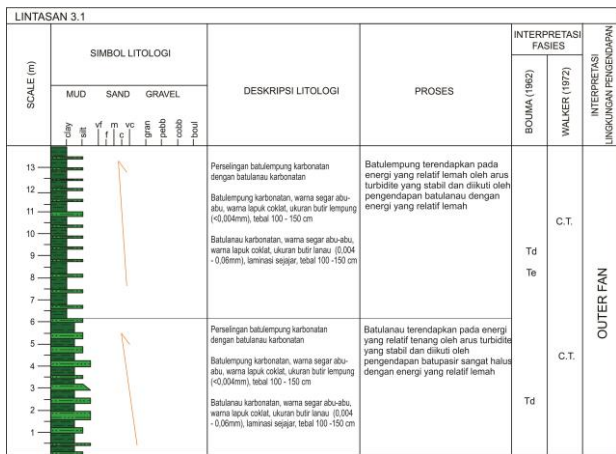 LINTASAN 3.1
SCALE (m)
SIMBOL LITOLOGI
MUD SAND GRAVEL
clay silt vf f m c vc gran pebb cobb boul
DESKRIPSI LITOLOGI
PROSES
INTERPRETASI
FASIES
BOUMA (1962)
WALKER (1972)
INTERPRETASI
LINGKUNGAN PENGENDAPAN
13
12
11
10
9
8
7
6
5
4
3
2
1
Perselingan batulempung karbonatan
dengan batulanau karbonatan
Batulempung karbonatan, warna segar abu-
abu, warna lapuk coklat, ukuran butir lempung
(<0,004mm), tebal 100 - 150 cm
Batulanau karbonatan, warna segar abu-abu,
warna lapuk coklat, ukuran butir lanau (0,004
- 0,06mm), laminasi sejajar, tebal 100 -150 cm
Batulempung terendapkan pada
energi yang relatif lemah oleh arus
turbidite yang stabil dan diikuti oleh
pengendapan batulanau dengan
energi yang relatif lemah
Td
Te
C.T.
Perselingan batulempung karbonatan
dengan batulanau karbonatan
Batulempung karbonatan, warna segar abu-
abu, warna lapuk coklat, ukuran butir lempung
(<0,004mm), tebal 100 - 150 cm
Batulanau karbonatan, warna segar abu-abu,
warna lapuk coklat, ukuran butir lanau (0,004
- 0,06mm), laminasi sejajar, tebal 100 -150 cm
Batulanau terendapkan pada energi
yang relatif tenang oleh arus turbidite
yang stabil dan diikuti oleh
pengendapan batupasir sangat halus
dengan energi yang relatif lemah
Td
C.T.
OUTER FAN